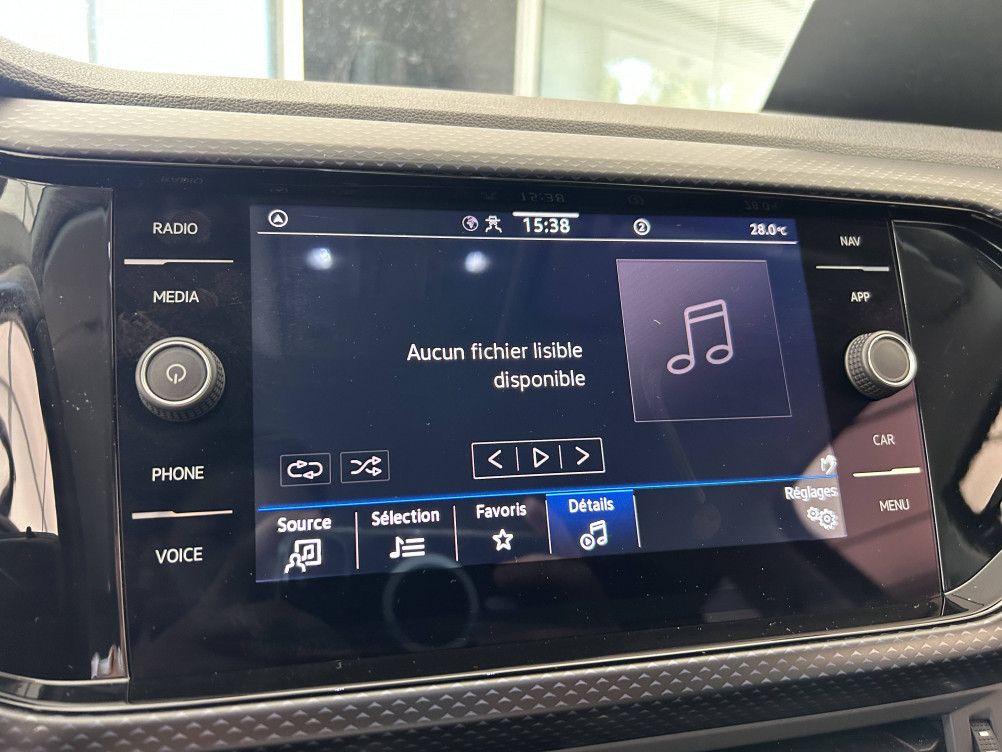 RADIO
MEDIA
PHONE
VOICE
15:38
2
28.0°C
Aucun fichier lisible
disponible
Source
Sélection
Favoris
Détails
Réglages
NAV
APP
CAR
MENU